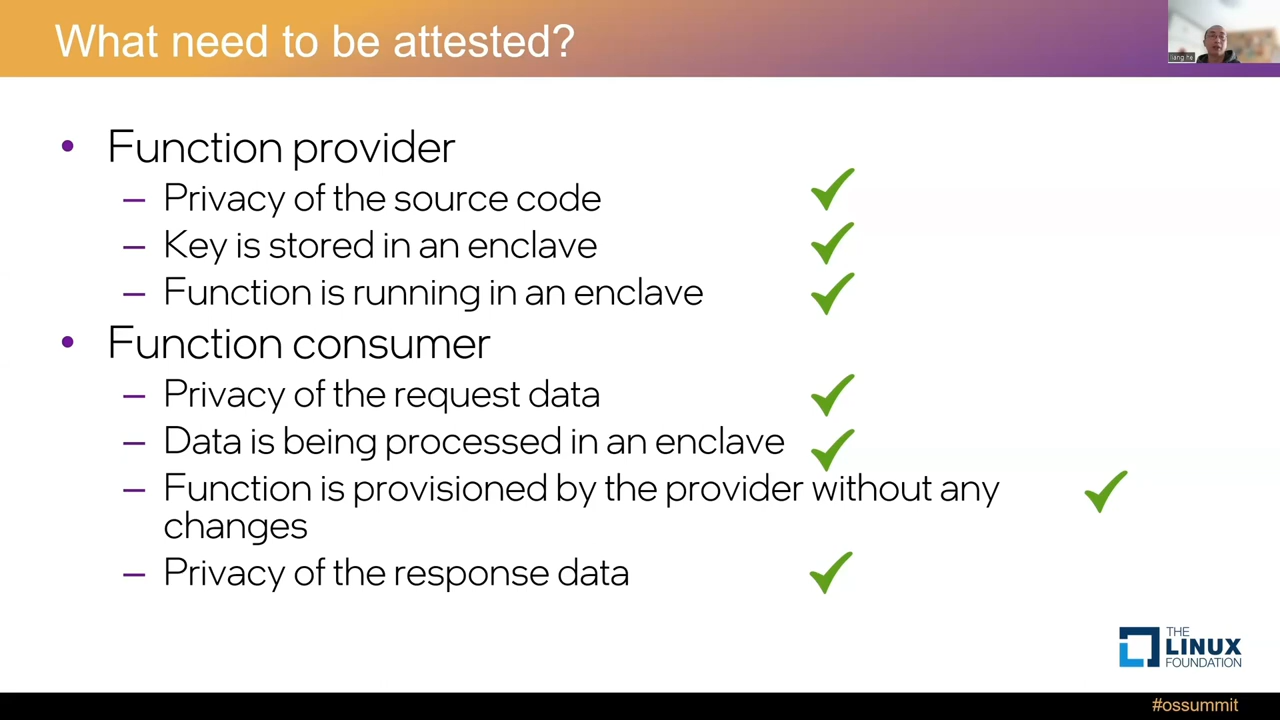 What need to be attested?
liang he
• Function provider
– Privacy of the source code
– Key is stored in an enclave
– Function is running in an enclave
• Function consumer
– Privacy of the request data
– Data is being processed in an enclave
– Function is provisioned by the provider without any
changes
– Privacy of the response data
THE
LINUX
FOUNDATION
#ossummit